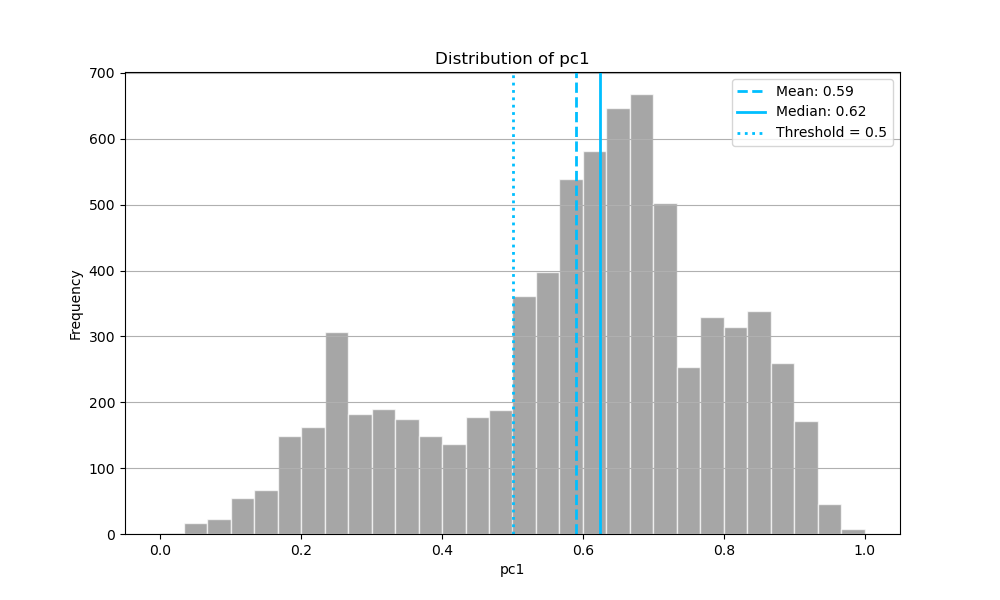 Distribution of pc1
Mean: 0.59
Median: 0.62
Threshold = 0.5
Frequency
700
600
500
400
300
200
100
0
0.0 0.2 0.4 0.6 0.8 1.0
pc1